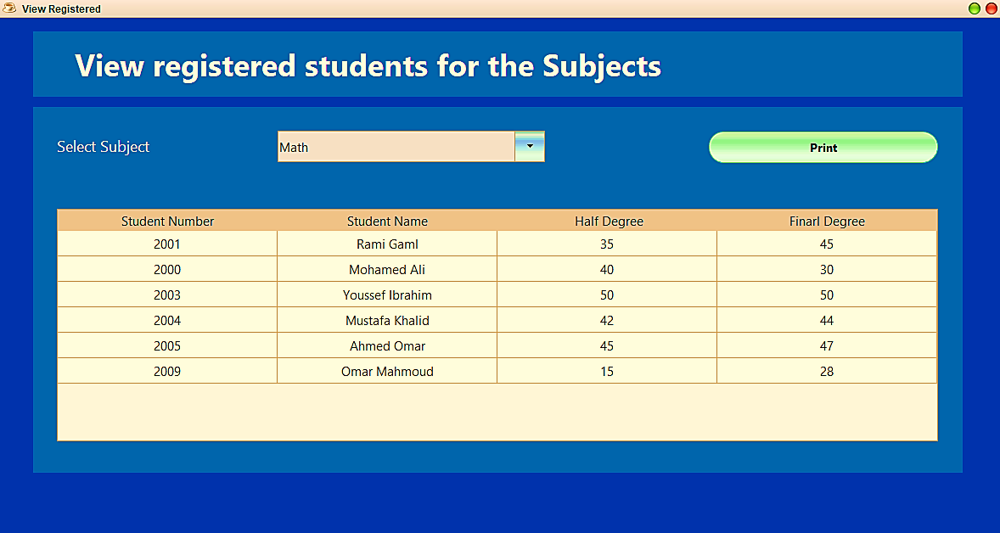 View Registered
View registered students for the Subjects
Select Subject Math Print
Student Number Student Name Half Degree Finarl Degree
2001 Rami Gaml 35 45
2000 Mohamed Ali 40 30
2003 Youssef Ibrahim 50 50
2004 Mustafa Khalid 42 44
2005 Ahmed Omar 45 47
2009 Omar Mahmoud 15 28